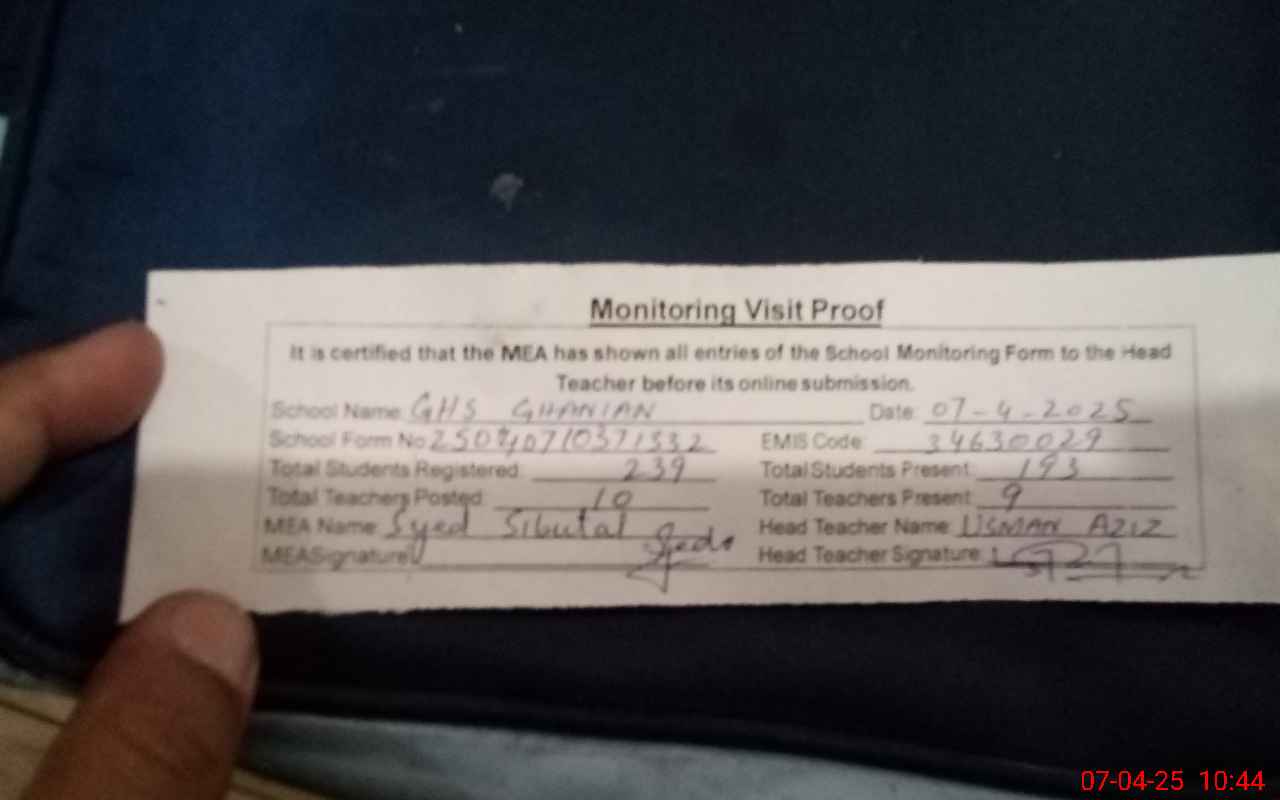 Monitoring Visit Proof
It is certified that the MEA has shown all entries of the School Monitoring Form to the Head
Teacher before its online submission.
School Name: GHS GHANIAN Date: 07-4-2025
School Form No. EMIS Code: 34630029
Total Students Registered: 239 Total Students Present: 193
Total Teachers Posted: 10 Total Teachers Present: 9
MEA Name: Syed Sibutal Head Teacher Name: USMAN AZIZ
MEA Signature: Head Teacher Signature:
07-04-25 10:44